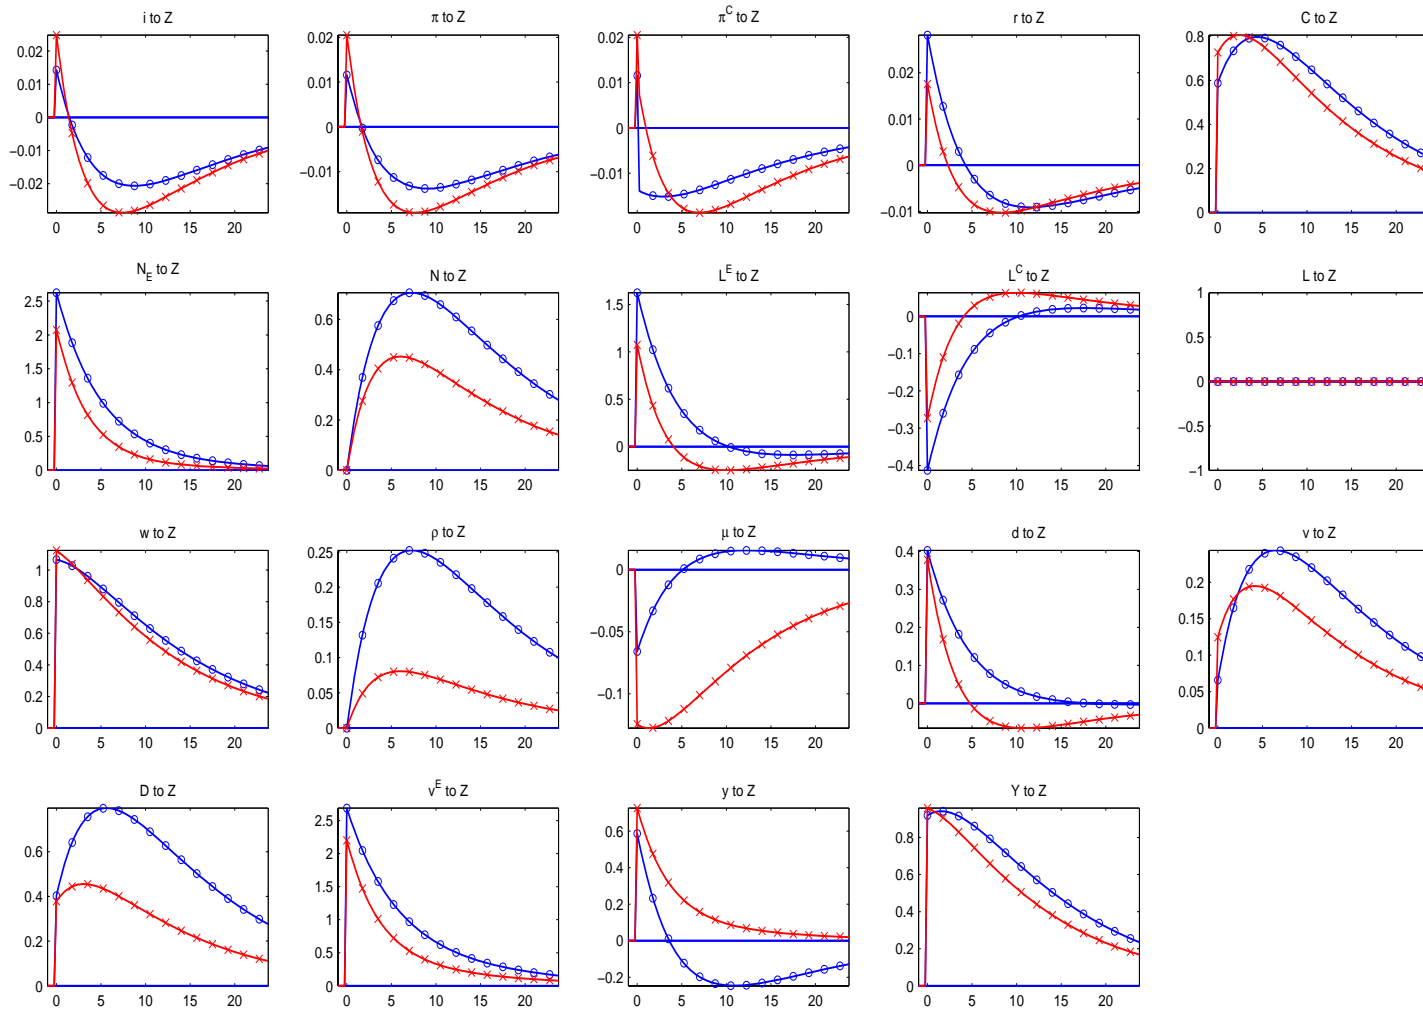 i to Z
0.02
0.01
0
−0.01
−0.02
0 5 10 15 20
π to Z
0.02
0.01
0
−0.01
0 5 10 15 20
π^C to Z
0.02
0.01
0
−0.01
0 5 10 15 20
r to Z
0.02
0.01
0
−0.01
0 5 10 15 20
C to Z
0.8
0.6
0.4
0.2
0
0 5 10 15 20
N_E to Z
2.5
2
1.5
1
0.5
0
0 5 10 15 20
N to Z
0.6
0.4
0.2
0
0 5 10 15 20
L^E to Z
1.5
1
0.5
0
0 5 10 15 20
L^C to Z
0
−0.1
−0.2
−0.3
−0.4
0 5 10 15 20
L to Z
1
0.5
0
−0.5
−1
0 5 10 15 20
w to Z
1
0.8
0.6
0.4
0.2
0
0 5 10 15 20
ρ to Z
0.25
0.2
0.15
0.1
0.05
0
0 5 10 15 20
μ to Z
0
−0.05
−0.1
0 5 10 15 20
d to Z
0.4
0.3
0.2
0.1
0
0 5 10 15 20
v to Z
0.2
0.15
0.1
0.05
0
0 5 10 15 20
D to Z
0.6
0.4
0.2
0
0 5 10 15 20
v^E to Z
2.5
2
1.5
1
0.5
0
0 5 10 15 20
y to Z
0.6
0.4
0.2
0
−0.2
0 5 10 15 20
Y to Z
0.8
0.6
0.4
0.2
0
0 5 10 15 20